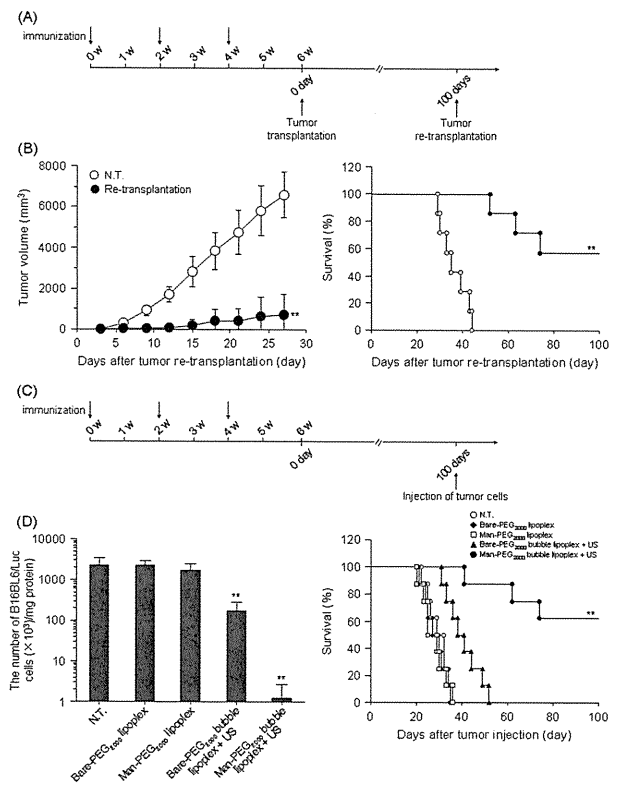 (A)
immunization
0 w 1 w 2 w 3 w 4 w 5 w 6 w
0 day
100 days
Tumor transplantation
Tumor re-transplantation
(B)
N.T.
Re-transplantation
Tumor volume (mm³)
8000
6000
4000
2000
0
0 5 10 15 20 25 30
Days after tumor re-transplantation (day)
**
Survival (%)
120
100
80
60
40
20
0
0 20 40 60 80 100
Days after tumor re-transplantation (day)
**
(C)
immunization
0 w 1 w 2 w 3 w 4 w 5 w 6 w
0 day
100 days
Injection of tumor cells
(D)
The number of B16BL6/Luc
cells (×10³)/mg protein)
10000
1000
100
10
1
**
**
N.T.
Bare-PEG2000 lipoplex
Man-PEG2000 lipoplex
Bare-PEG2000 bubble
lipoplex + US
Man-PEG2000 bubble
lipoplex + US
N.T.
Bare-PEG2000 lipoplex
Man-PEG2000 lipoplex
Bare-PEG2000 bubble lipoplex + US
Man-PEG2000 bubble lipoplex + US
Survival (%)
120
100
80
60
40
20
0
0 20 40 60 80 100
Days after tumor injection (day)
**